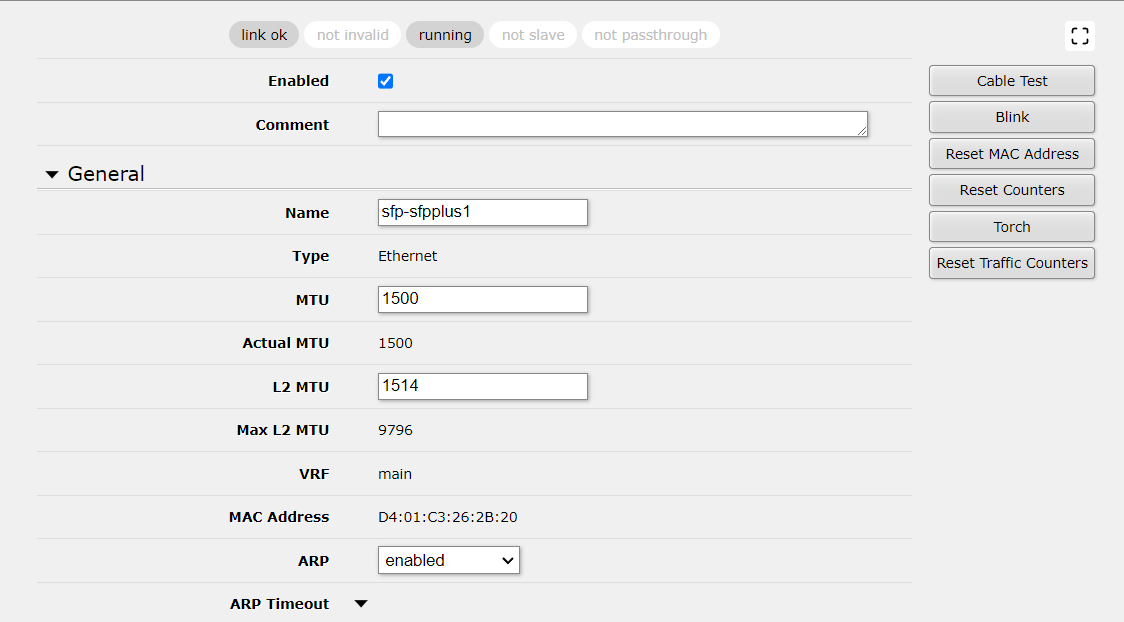 link ok not invalid running not slave not passthrough
Enabled
Cable Test
Comment
Blink
Reset MAC Address
General
Reset Counters
Name sfp-sfpplus1
Torch
Type Ethernet
Reset Traffic Counters
MTU 1500
Actual MTU 1500
L2 MTU 1514
Max L2 MTU 9796
VRF main
MAC Address D4:01:C3:26:2B:20
ARP enabled
ARP Timeout